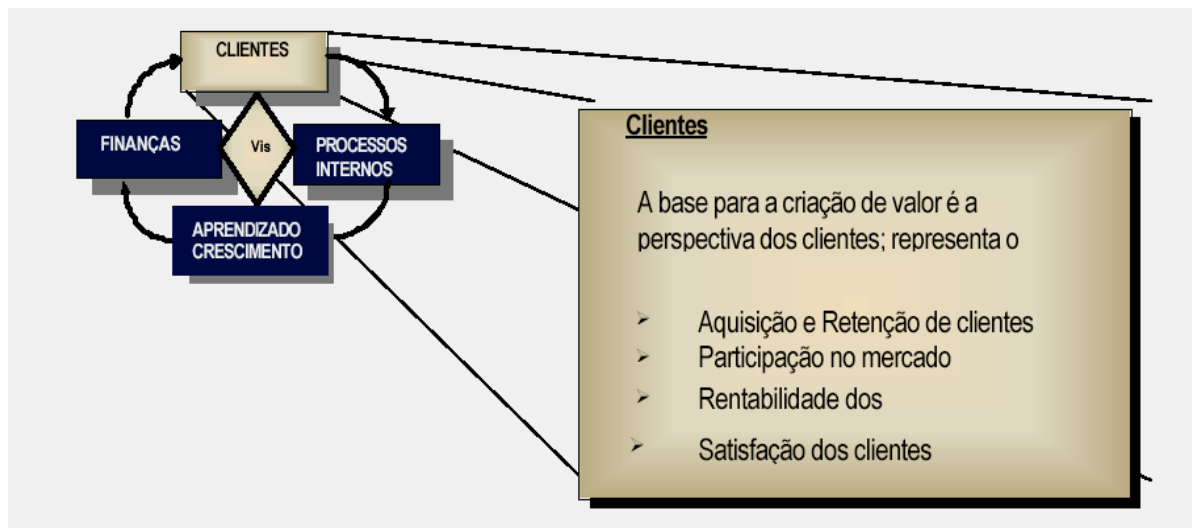 CLIENTES
FINANÇAS
Vis
PROCESSOS
INTERNOS
APRENDIZADO
CRESCIMENTO
Clientes
A base para a criação de valor é a
perspectiva dos clientes; representa o
➢ Aquisição e Retenção de clientes
➢ Participação no mercado
➢ Rentabilidade dos
➢ Satisfação dos clientes